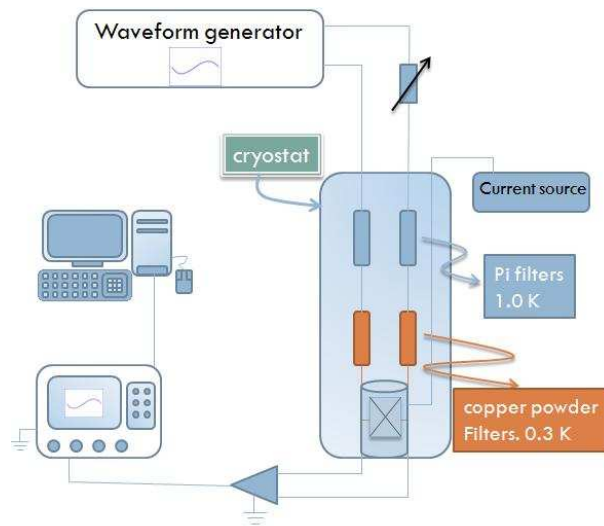 Waveform generator
cryostat
Current source
Pi filters
1.0 K
copper powder
Filters. 0.3 K